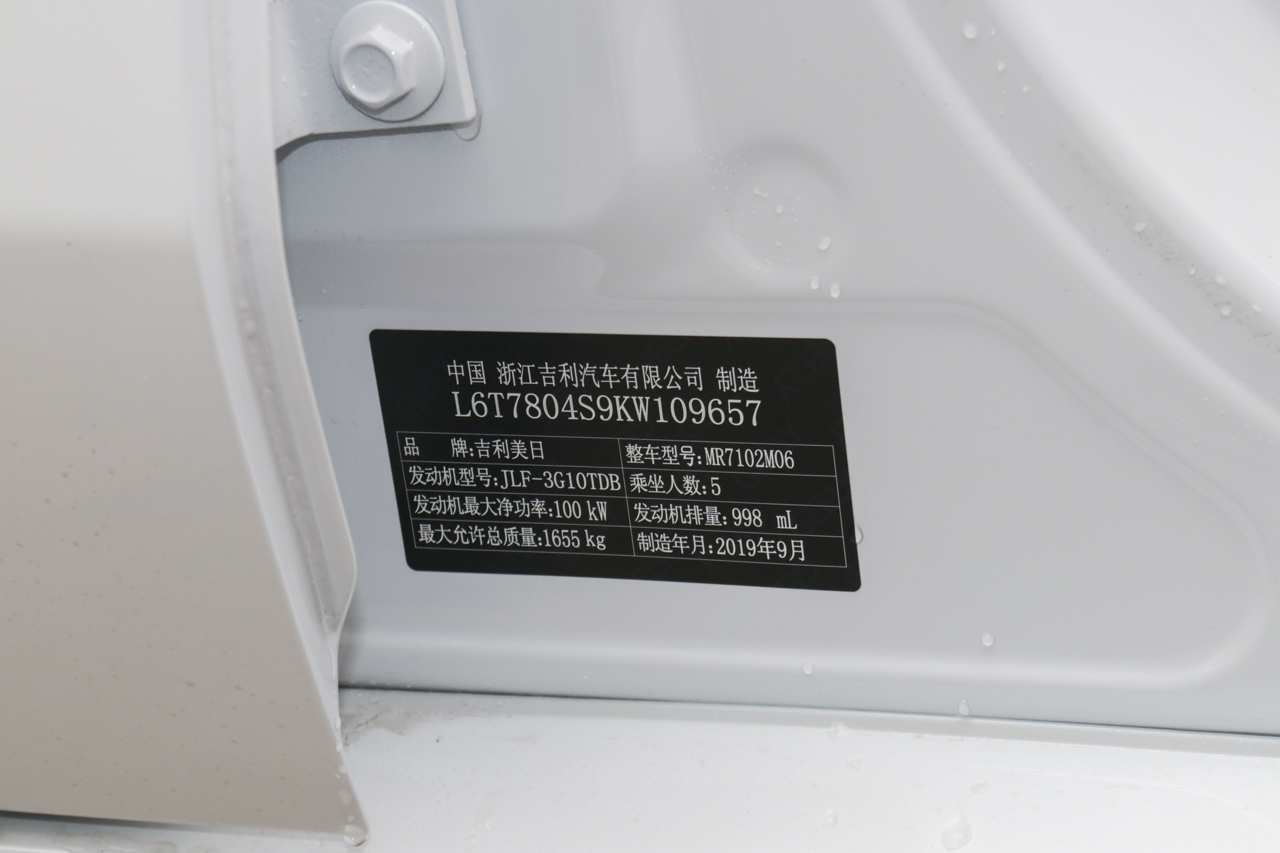 中国 浙江吉利汽车有限公司 制造
L6T7804S9KW109657
品 牌:吉利美日 整车型号:MR7102M06
发动机型号:JLF-3G10TDB 乘坐人数:5
发动机最大净功率:100 kW 发动机排量:998 mL
最大允许总质量:1655 kg 制造年月:2019年9月